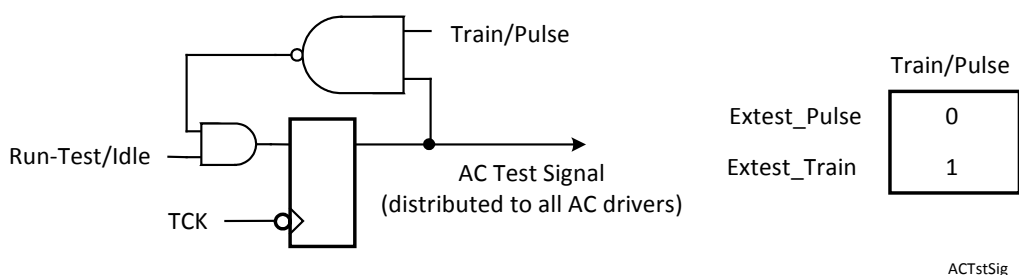 Train/Pulse
Run-Test/Idle
TCK
AC Test Signal
(distributed to all AC drivers)
Train/Pulse
Extest_Pulse 0
Extest_Train 1
ACTstSig